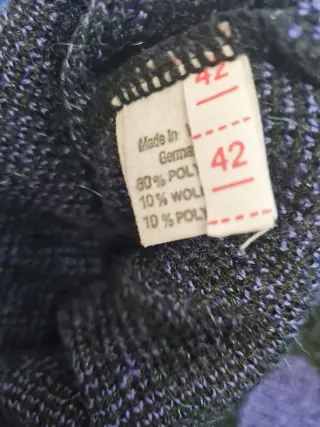 42
42
Made in
Germa
80 % POLY
10 % WOLL
10 % POLY